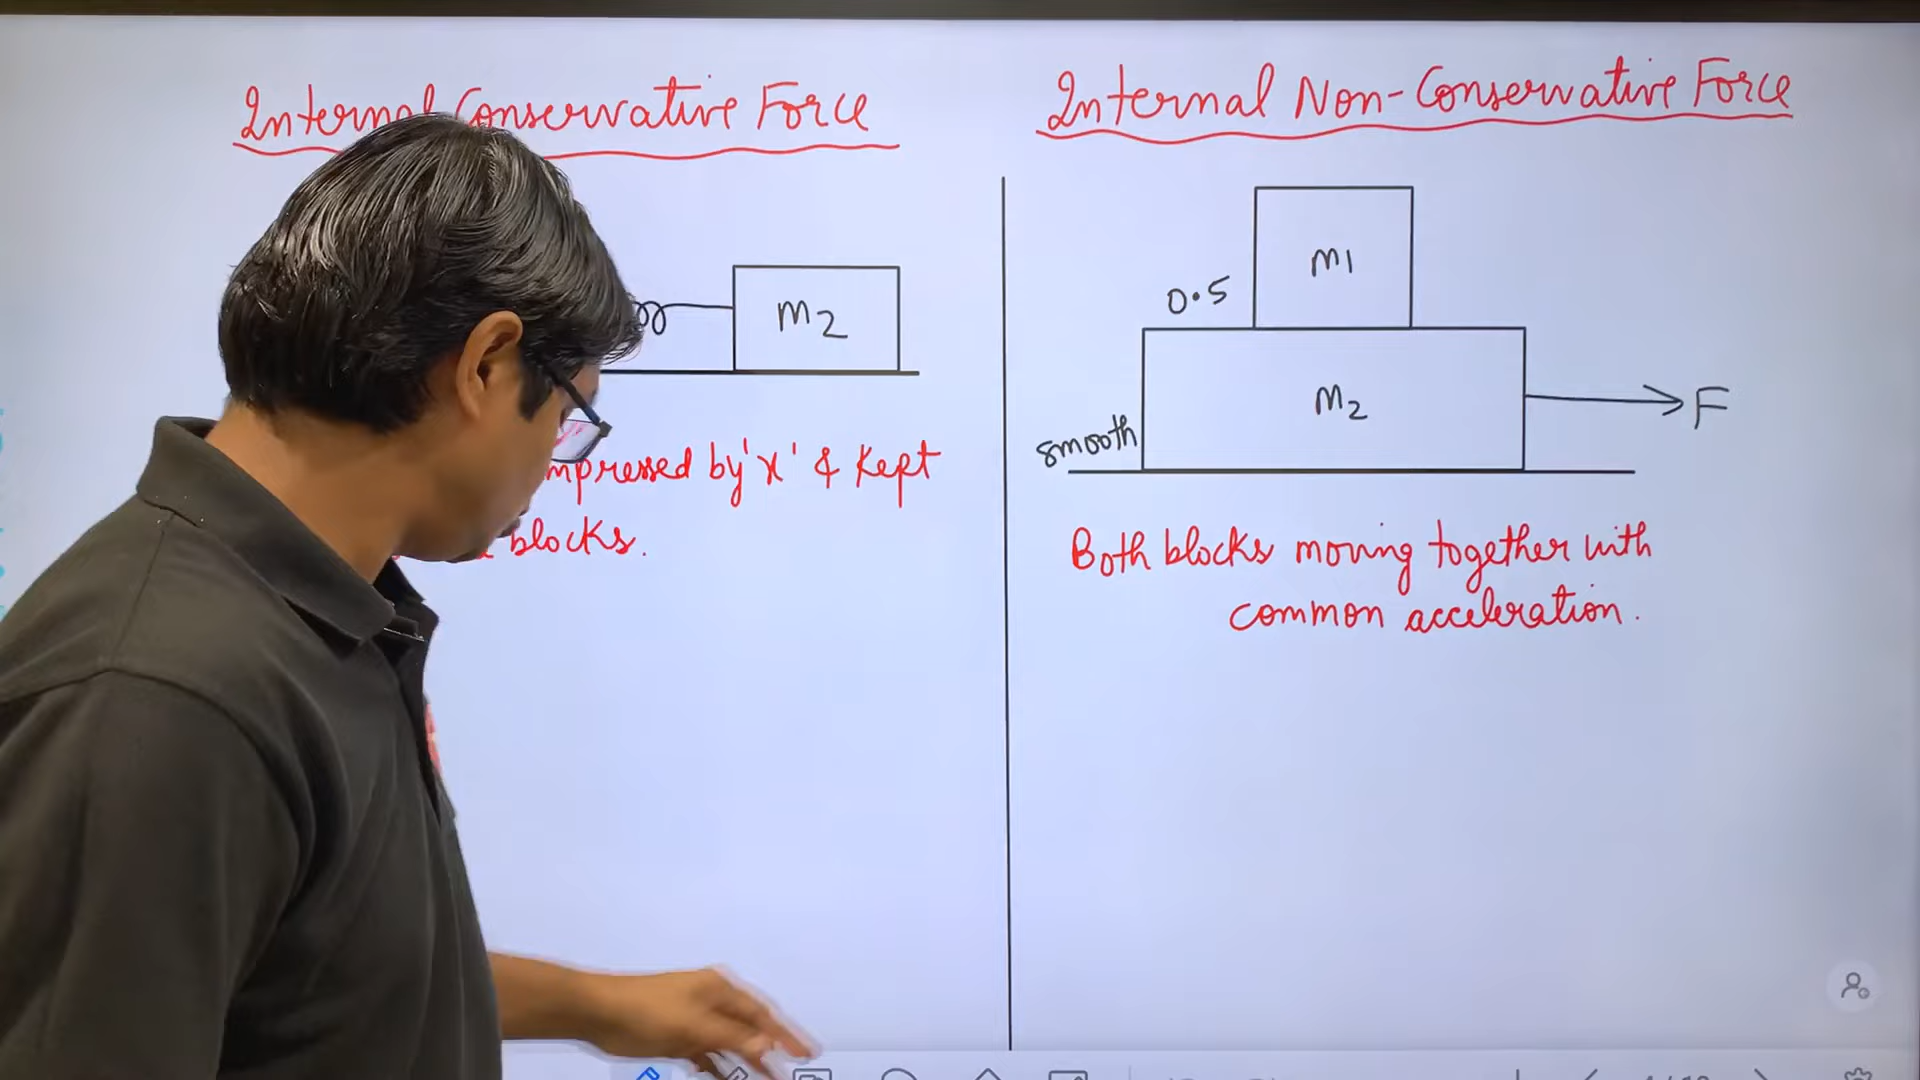 Internal Conservative Force
m2
compressed by 'x' & Kept
blocks.
Internal Non-Conservative Force
m1
0.5
m2
F
smooth
Both blocks moving together with
common acceleration.